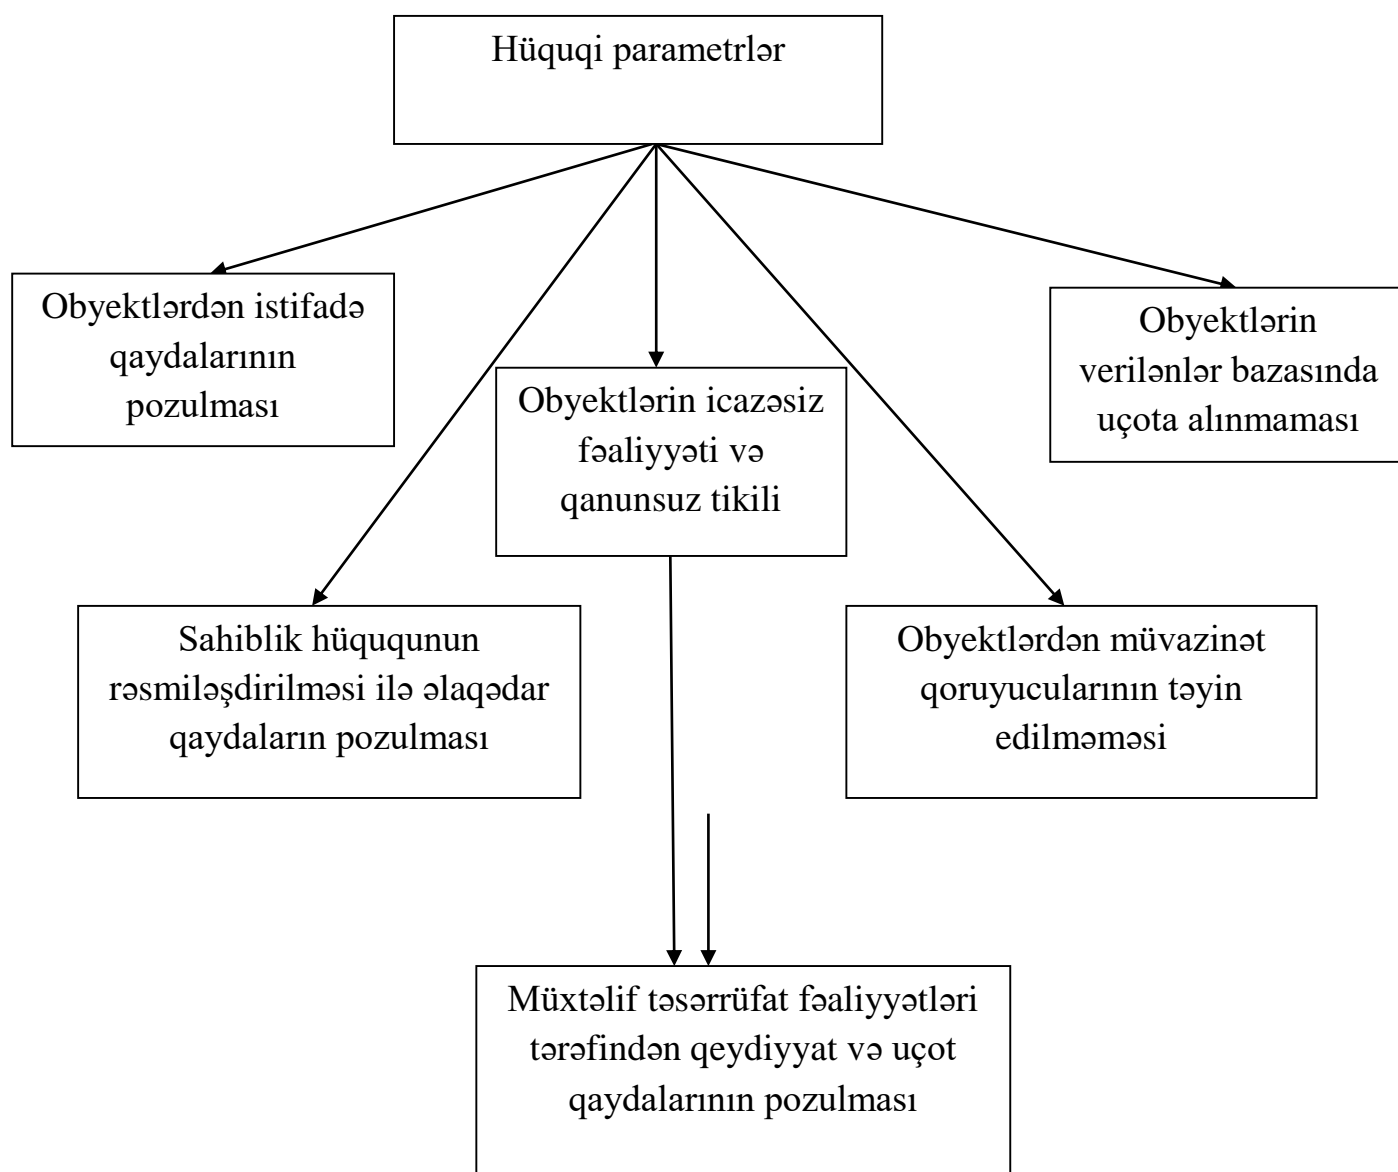 Hüquqi parametrlər
Obyektlərdən istifadə
qaydalarının
pozulması
Obyektlərin icazəsiz
fəaliyyəti və
qanunsuz tikili
Obyektlərin
verilənlər bazasında
uçota alınmaması
Sahiblik hüququnun
rəsmiləşdirilməsi ilə əlaqədar
qaydaların pozulması
Obyektlərdən müvazinət
qoruyucularının təyin
edilməməsi
Müxtəlif təsərrüfat fəaliyyətləri
tərəfindən qeydiyyat və uçot
qaydalarının pozulması